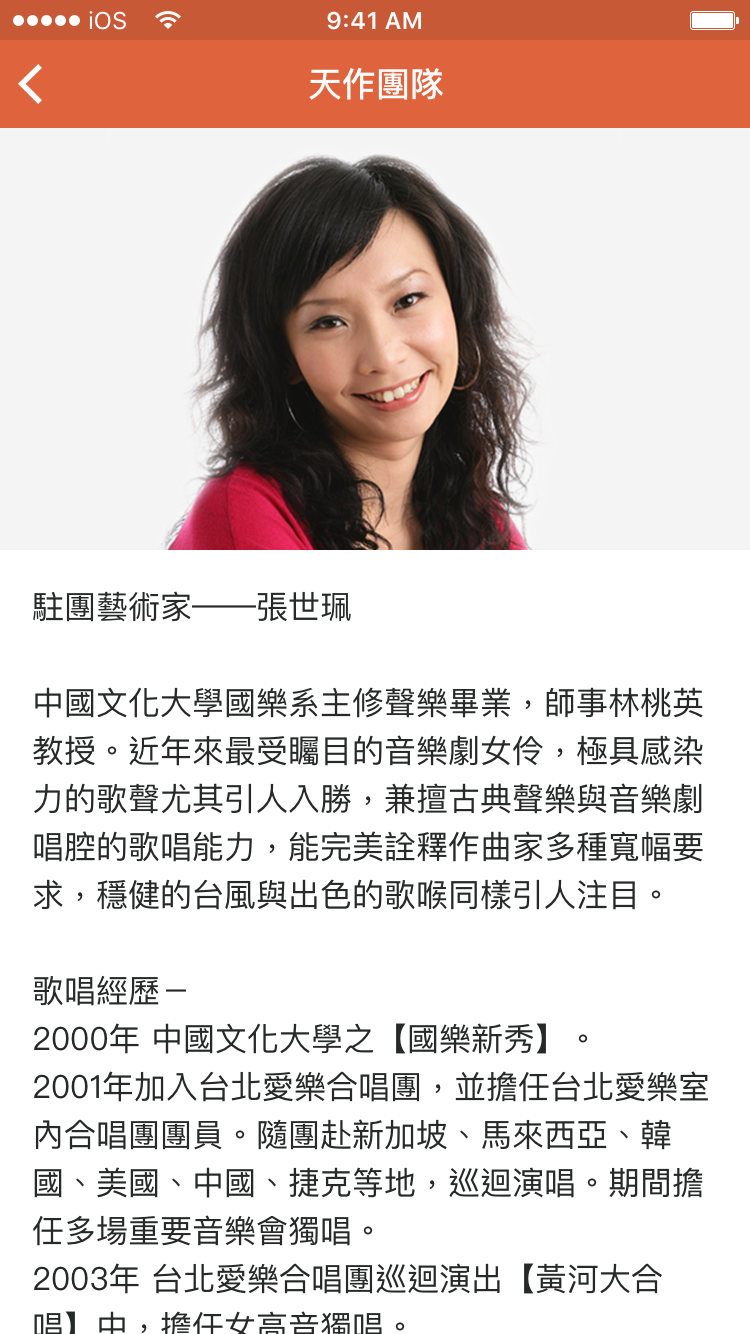 iOS 9:41 AM
天作團隊
駐團藝術家——張世珮
中國文化大學國樂系主修聲樂畢業，師事林桃英
教授。近年來最受矚目的音樂劇女伶，極具感染
力的歌聲尤其引人入勝，兼擅古典聲樂與音樂劇
唱腔的歌唱能力，能完美詮釋作曲家多種寬幅要
求，穩健的台風與出色的歌喉同樣引人注目。
歌唱經歷－
2000年 中國文化大學之【國樂新秀】。
2001年加入台北愛樂合唱團，並擔任台北愛樂室
內合唱團團員。隨團赴新加坡、馬來西亞、韓
國、美國、中國、捷克等地，巡迴演唱。期間擔
任多場重要音樂會獨唱。
2003年 台北愛樂合唱團巡迴演出【黃河大合
唱】中，擔任女高音獨唱。